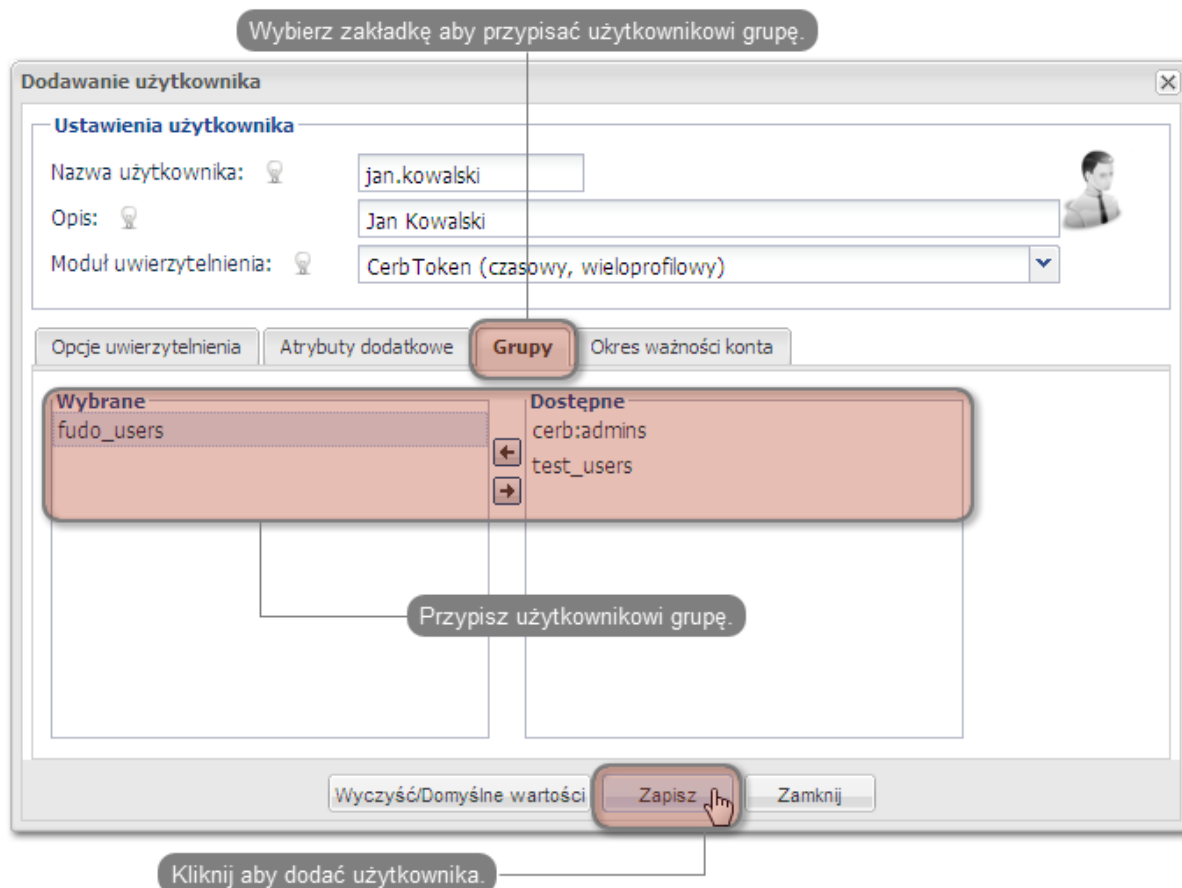 Wybierz zakładkę aby przypisać użytkownikowi grupę.
Dodawanie użytkownika
Ustawienia użytkownika
Nazwa użytkownika: jan.kowalski
Opis: Jan Kowalski
Moduł uwierzytelnienia: CerbToken (czasowy, wieloprofilowy)
Opcje uwierzytelnienia Atrybuty dodatkowe Grupy Okres ważności konta
Wybrane Dostępne
fudo_users cerb:admins
test_users
Przypisz użytkownikowi grupę.
Wyczyść/Domyślne wartości Zapisz Zamknij
Kliknij aby dodać użytkownika.